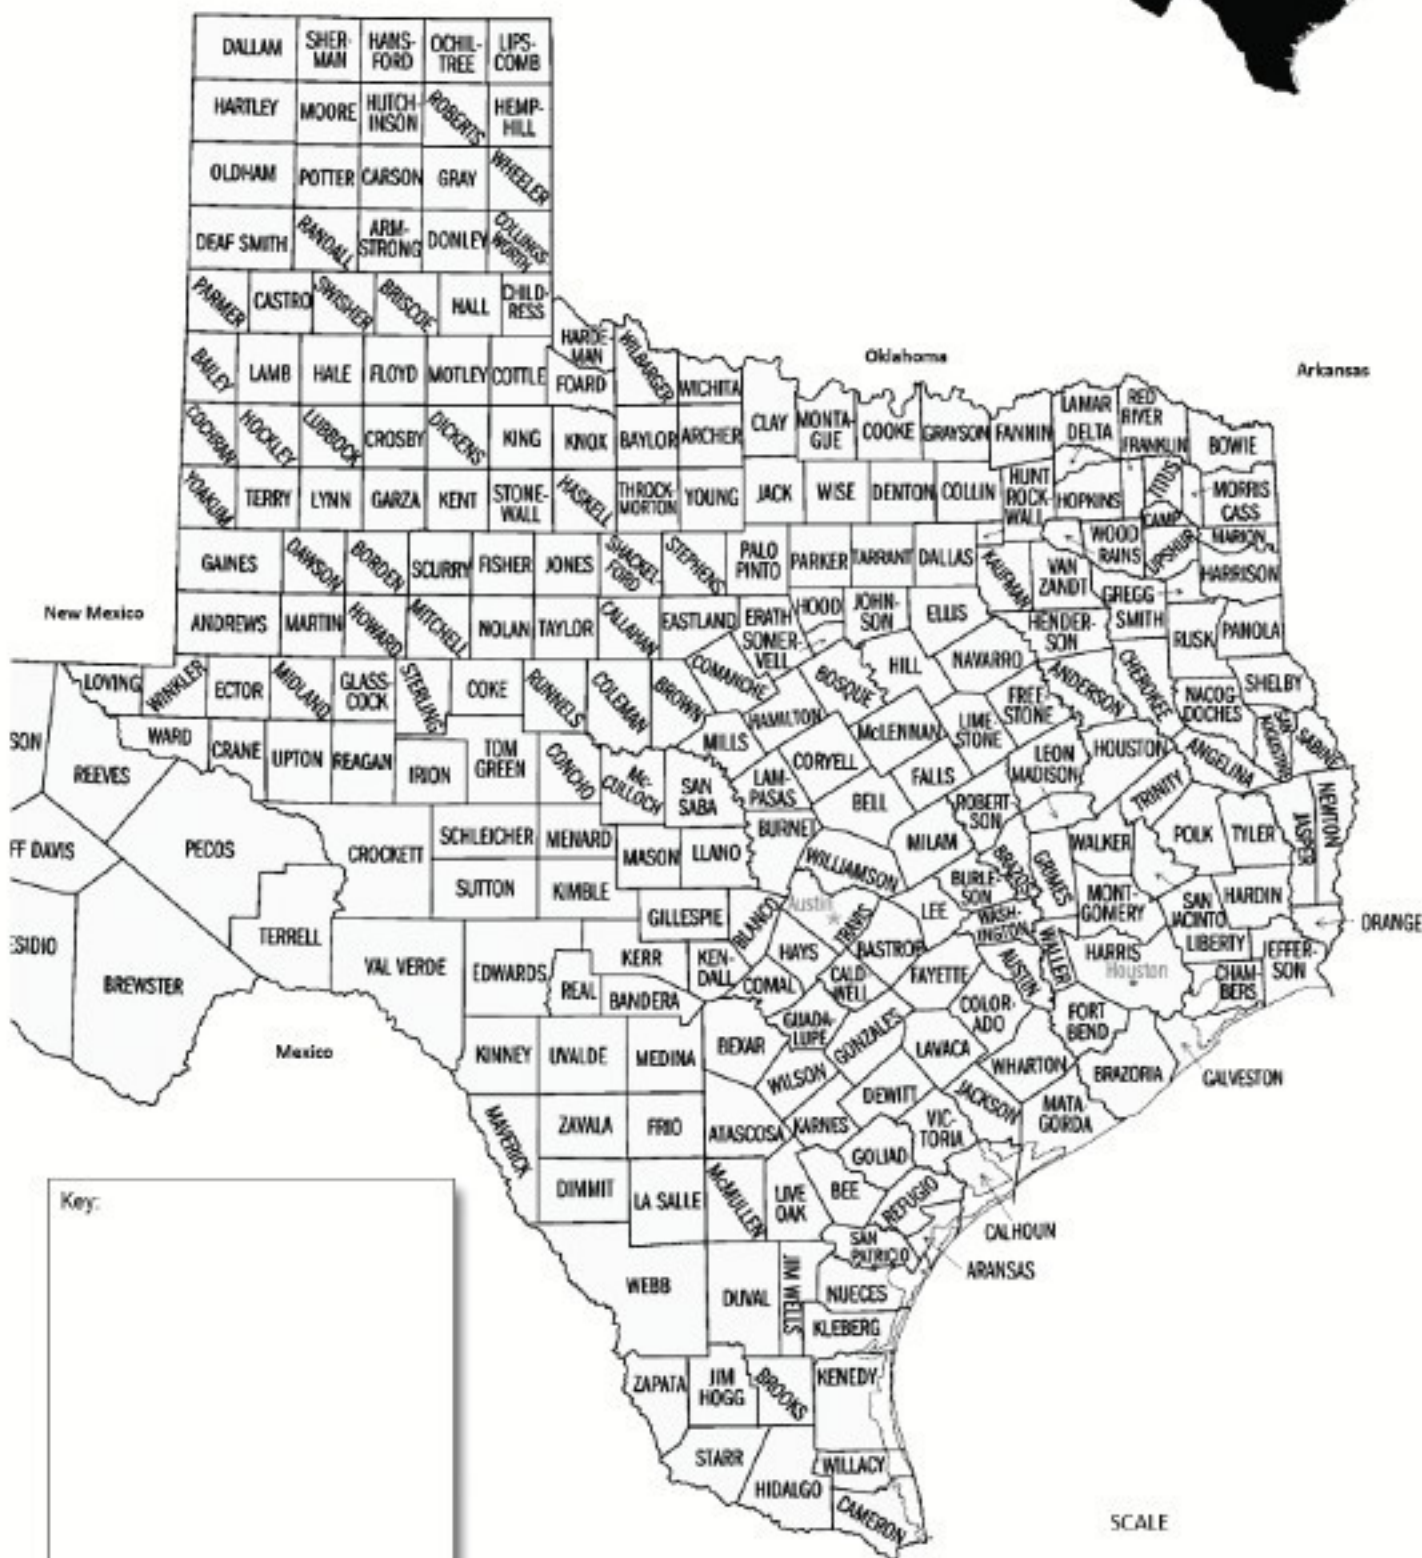 DALLAM
SHER-
MAN
HANS-
FORD
OCHIL-
TREE
LIPS-
COMB
HARTLEY
MOORE
HUTCH-
INSON
ROBERTS
HEMP-
HILL
OLDHAM
POTTER
CARSON
GRAY
WHEELER
DEAF SMITH
RANDALL
ARM-
STRONG
DONLEY
COLLINGS-
WORTH
PARMER
CASTRO
SWISHER
BRISCOE
HALL
CHILD-
RESS
HARDE-
MAN
Oklahoma
Arkansas
BAILEY
LAMB
HALE
FLOYD
MOTLEY
COTTLE
FOARD
WILBARGER
WICHITA
CLAY
MONTA-
GUE
COOKE
GRAYSON
FANNIN
LAMAR
DELTA
RED
RIVER
FRANKLIN
BOWIE
COCHRAN
HOCKLEY
LUBBOCK
CROSBY
DICKENS
KING
KNOX
BAYLOR
ARCHER
YOAKUM
TERRY
LYNN
GARZA
KENT
STONE-
WALL
HASKELL
THROCK-
MORTON
YOUNG
JACK
WISE
DENTON
COLLIN
HUNT
ROCK-
WALL
HOPKINS
TITUS
MORRIS
CASS
CAMP
WOOD
RAINS
UPSHUR
MARION
HARRISON
GAINES
DAWSON
BORDEN
SCURRY
FISHER
JONES
SHACKEL-
FORD
STEPHENS
PALO
PINTO
PARKER
TARRANT
DALLAS
KAUFMAN
VAN
ZANDT
GREGG
SMITH
New Mexico
ANDREWS
MARTIN
HOWARD
MITCHELL
NOLAN
TAYLOR
CALLAHAN
EASTLAND
ERATH
SOMER-
VELL
HOOD
JOHN-
SON
ELLIS
HENDER-
SON
RUSK
PANOLA
LOVING
WINKLER
ECTOR
MIDLAND
GLASS-
COCK
STERLING
COKE
RUNNELS
COLEMAN
BROWN
COMANCHE
BOSQUE
HILL
NAVARRO
ANDERSON
CHEROKEE
NACOG-
DOCHES
SHELBY
SON
REEVES
WARD
CRANE
UPTON
REAGAN
IRION
TOM
GREEN
CONCHO
Mc-
CULLOCH
SAN
SABA
MILLS
HAMILTON
CORYELL
McLENNAN
LIME-
STONE
FREE-
STONE
LEON
MADISON
HOUSTON
ANGELINA
SAN
AUGUSTINE
SABINE
FF DAVIS
PECOS
CROCKETT
SCHLEICHER
MENARD
MASON
LLANO
LAM-
PASAS
BURNET
BELL
FALLS
MILAM
ROBERT-
SON
BRAZOS
GRIMES
WALKER
TRINITY
POLK
TYLER
JASPER
NEWTON
SUTTON
KIMBLE
GILLESPIE
BLANCO
WILLIAMSON
Austin
TRAVIS
LEE
BURLE-
SON
WASH-
INGTON
MONT-
GOMERY
SAN
JACINTO
HARDIN
ORANGE
ESIDIO
BREWSTER
TERRELL
VAL VERDE
EDWARDS
REAL
KERR
BANDERA
KEN-
DALL
HAYS
COMAL
CALD
WELL
BASTROP
FAYETTE
AUSTIN
WALLER
HARRIS
Houston
LIBERTY
JEFFER-
SON
CHAM-
BERS
Mexico
KINNEY
UVALDE
MEDINA
BEXAR
GUADA-
LUPE
GONZALES
LAVACA
COLOR-
ADO
FORT
BEND
WHARTON
BRAZORIA
GALVESTON
WILSON
DEWITT
JACKSON
MATA-
GORDA
MAVERICK
ZAVALA
FRIO
ATASCOSA
KARNES
VIC-
TORIA
GOLIAD
DIMMIT
LA SALLE
McMULLEN
LIVE
OAK
BEE
REFUGIO
CALHOUN
SAN
PATRICIO
ARANSAS
WEBB
DUVAL
JIM WELLS
NUECES
KLEBERG
ZAPATA
JIM
HOGG
BROOKS
KENEDY
STARR
HIDALGO
WILLACY
CAMERON
Key:
SCALE